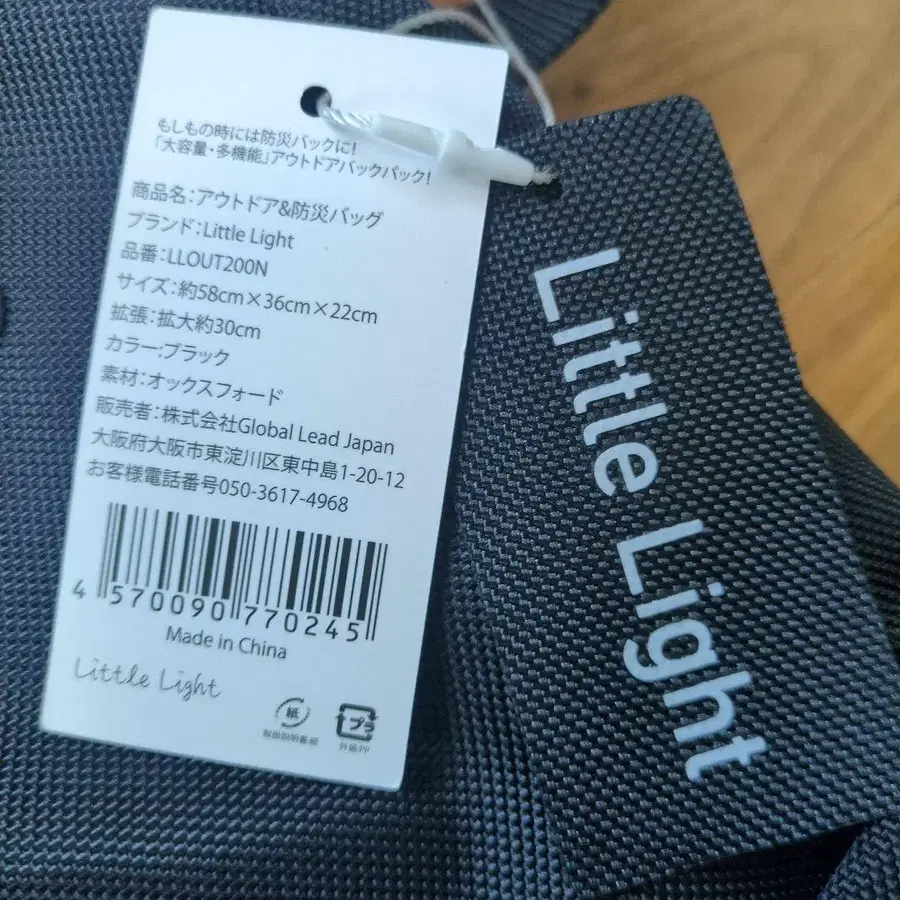 もしもの時には防災バックに!
「大容量・多機能」アウトドアバックパック!
商品名:アウトドア&防災バッグ
ブランド:Little Light
品番:LLOUT200N
サイズ:約58cm×36cm×22cm
拡張:拡大約30cm
カラー:ブラック
素材:オックスフォード
販売者:株式会社Global Lead Japan
大阪府大阪市東淀川区東中島1-20-12
お客様電話番号050-3617-4968
4 570090 770245
Made in China
Little Light
紙
取扱説明書:紙
プラ
外装:PP
Little Light